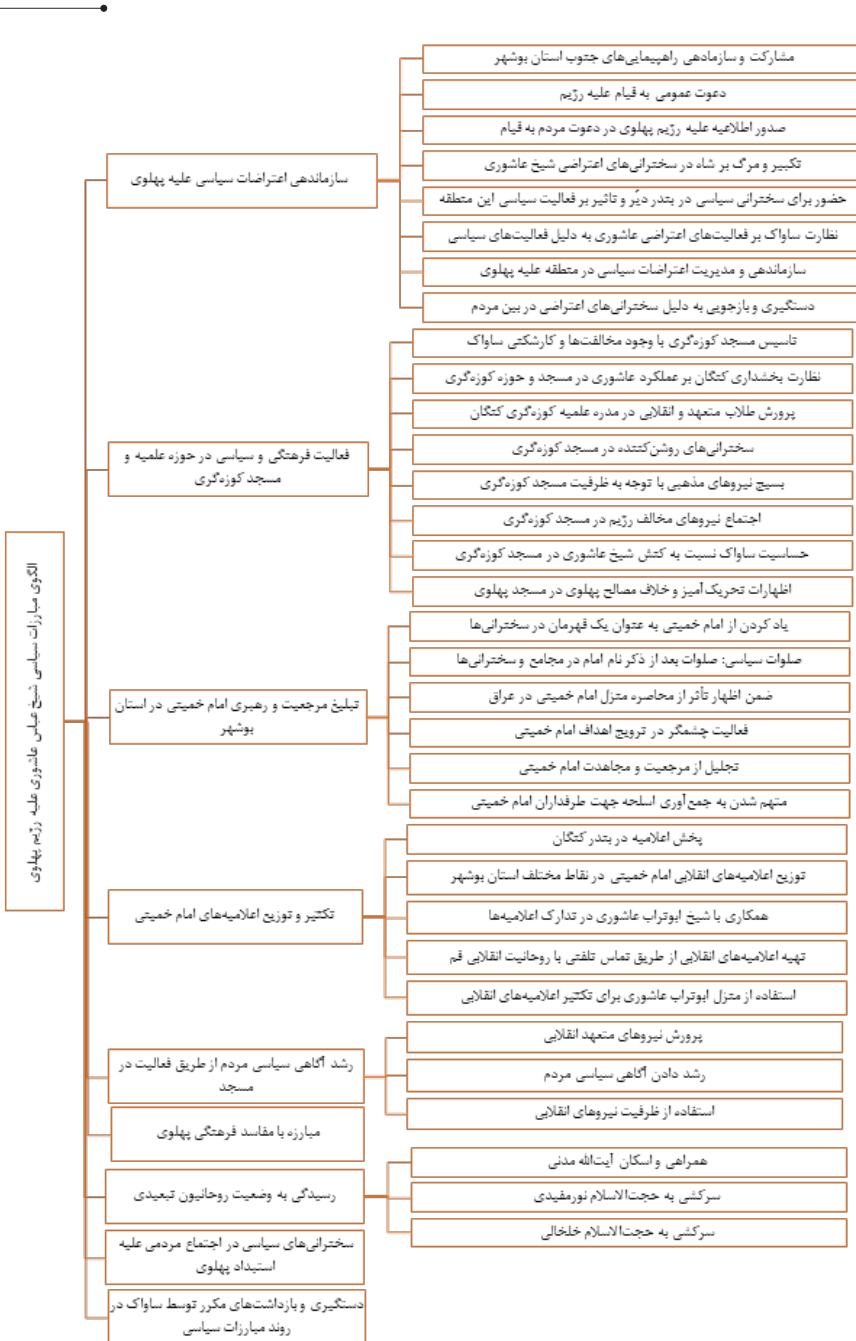 الگوی مبارزات سیاسی شیخ عباس عاشوری علیه رژیم پهلوی
سازماندهی اعتراضات سیاسی علیه پهلوی
مشارکت و سازمادهی راهپیمایی‌های جنوب استان بوشهر
دعوت عمومی به قیام علیه رژیم
صدور اطلاعیه علیه رژیم پهلوی در دعوت مردم به قیام
تکبیر و مرگ بر شاه در سخنرانی‌های اعتراضی شیخ عاشوری
حضور برای سخنرانی سیاسی در بندر دیّر و تاثیر بر فعالیت سیاسی این منطقه
نظارت ساواک بر فعالیت‌های اعتراضی عاشوری به دلیل فعالیت‌های سیاسی
سازماندهی و مدیریت اعتراضات سیاسی در منطقه علیه پهلوی
دستگیری و بازجویی به دلیل سخنرانی‌های اعتراضی در بین مردم
فعالیت فرهنگی و سیاسی در حوزه علمیه و
مسجد کوزه‌گری
تاسیس مسجد کوزه‌گری با وجود مخالفت‌ها و کارشکنی ساواک
نظارت بخشداری کنگان بر عملکرد عاشوری در مسجد و حوزه کوزه‌گری
پرورش طلاب متعهد و انقلابی در مدره علمیه کوزه‌گری کنگان
سخنرانی‌های روشن‌کننده در مسجد کوزه‌گری
بسیج نیروهای مذهبی با توجه به ظرفیت مسجد کوزه‌گری
اجتماع نیروهای مخالف رژیم در مسجد کوزه‌گری
حساسیت ساواک نسبت به کنش شیخ عاشوری در مسجد کوزه‌گری
اظهارات تحریک‌آمیز و خلاف مصالح پهلوی در مسجد پهلوی
تبلیغ مرجعیت و رهبری امام خمینی در استان
بوشهر
یاد کردن از امام خمینی به عنوان یک قهرمان در سخنرانی‌ها
صلوات سیاسی: صلوات بعد از ذکر نام امام در مجامع و سخنرانی‌ها
ضمن اظهار تأثر از محاصره منزل امام خمینی در عراق
فعالیت چشمگر در ترویج اهداف امام خمینی
تجلیل از مرجعیت و مجاهدت امام خمینی
متهم شدن به جمع‌آوری اسلحه جهت طرفداران امام خمینی
تکثیر و توزیع اعلامیه‌های امام خمینی
پخش اعلامیه در بندر کنگان
توزیع اعلامیه‌های انقلابی امام خمینی در نقاط مختلف استان بوشهر
همکاری با شیخ ابوتراب عاشوری در تدارک اعلامیه‌ها
تهیه اعلامیه‌های انقلابی از طریق تماس تلفنی با روحانیت انقلابی قم
استفاده از منزل ابوتراب عاشوری برای تکثیر اعلامیه‌های انقلابی
رشد آگاهی سیاسی مردم از طریق فعالیت در
مسجد
پرورش نیروهای متعهد انقلابی
رشد دادن آگاهی سیاسی مردم
استفاده از ظرفیت نیروهای انقلابی
مبارزه با مفاسد فرهنگی پهلوی
رسیدگی به وضعیت روحانیون تبعیدی
همراهی و اسکان آیت‌الله مدنی
سرکشی به حجت‌الاسلام نورمفیدی
سرکشی به حجت‌الاسلام خلخالی
سخنرانی‌های سیاسی در اجتماع مردمی علیه
استبداد پهلوی
دستگیری و بازداشت‌های مکرر توسط ساواک در
روند مبارزات سیاسی